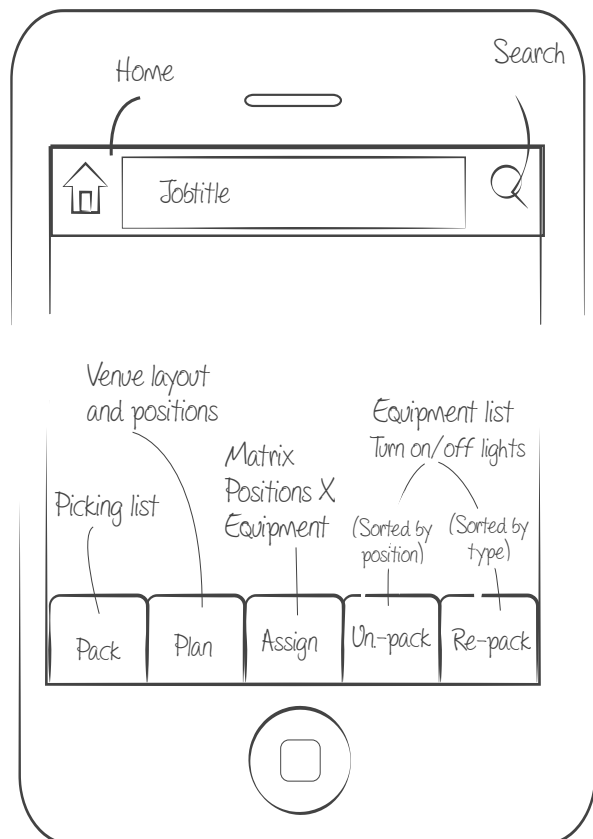 Home
Search
Jobtitle
Venue layout
and positions
Equipment list
Turn on/off lights
Matrix
Positions X
Equipment
Picking list
(Sorted by
position)
(Sorted by
type)
Pack
Plan
Assign
Un-pack
Re-pack